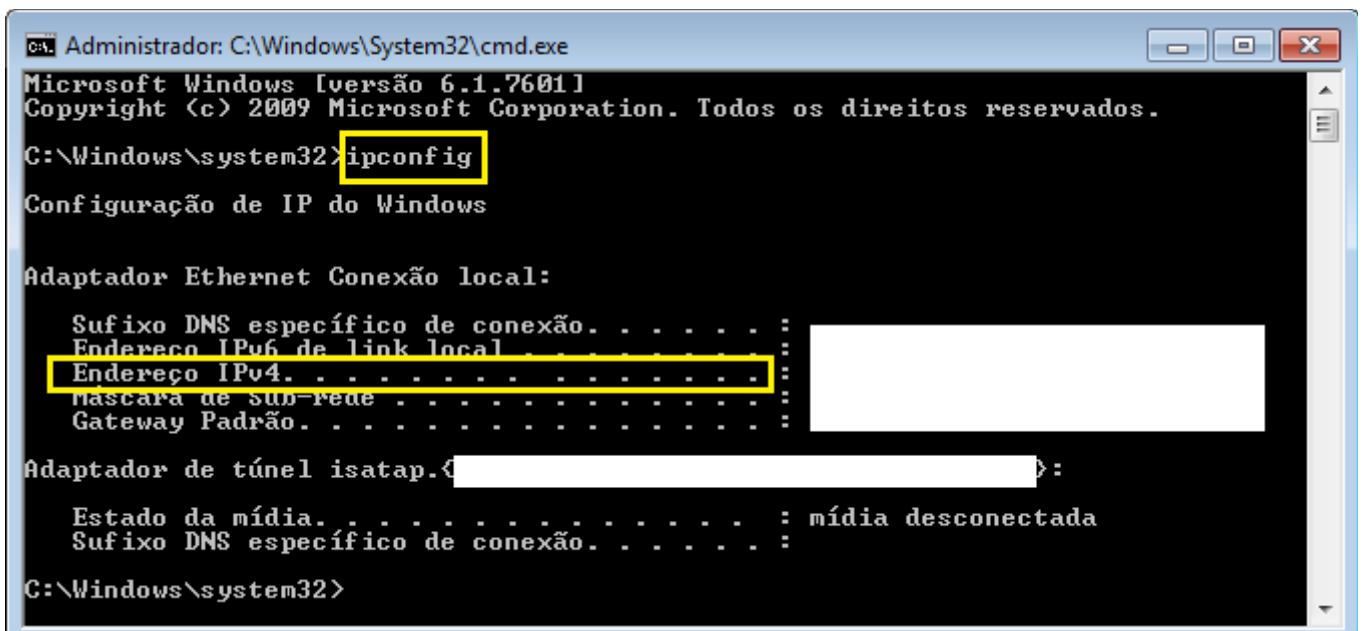 Administrador: C:\Windows\System32\cmd.exe
Microsoft Windows [versão 6.1.7601]
Copyright (c) 2009 Microsoft Corporation. Todos os direitos reservados.
C:\Windows\system32>ipconfig
Configuração de IP do Windows
Adaptador Ethernet Conexão local:
Sufixo DNS específico de conexão. . . . . . :
Endereço IPv6 de link local . . . . . . . . :
Endereço IPv4. . . . . . . . . . . . . . . :
Máscara de Sub-rede . . . . . . . . . . . . :
Gateway Padrão. . . . . . . . . . . . . . . :
Adaptador de túnel isatap.{ }:
Estado da mídia. . . . . . . . . . . . . . : mídia desconectada
Sufixo DNS específico de conexão. . . . . . :
C:\Windows\system32>